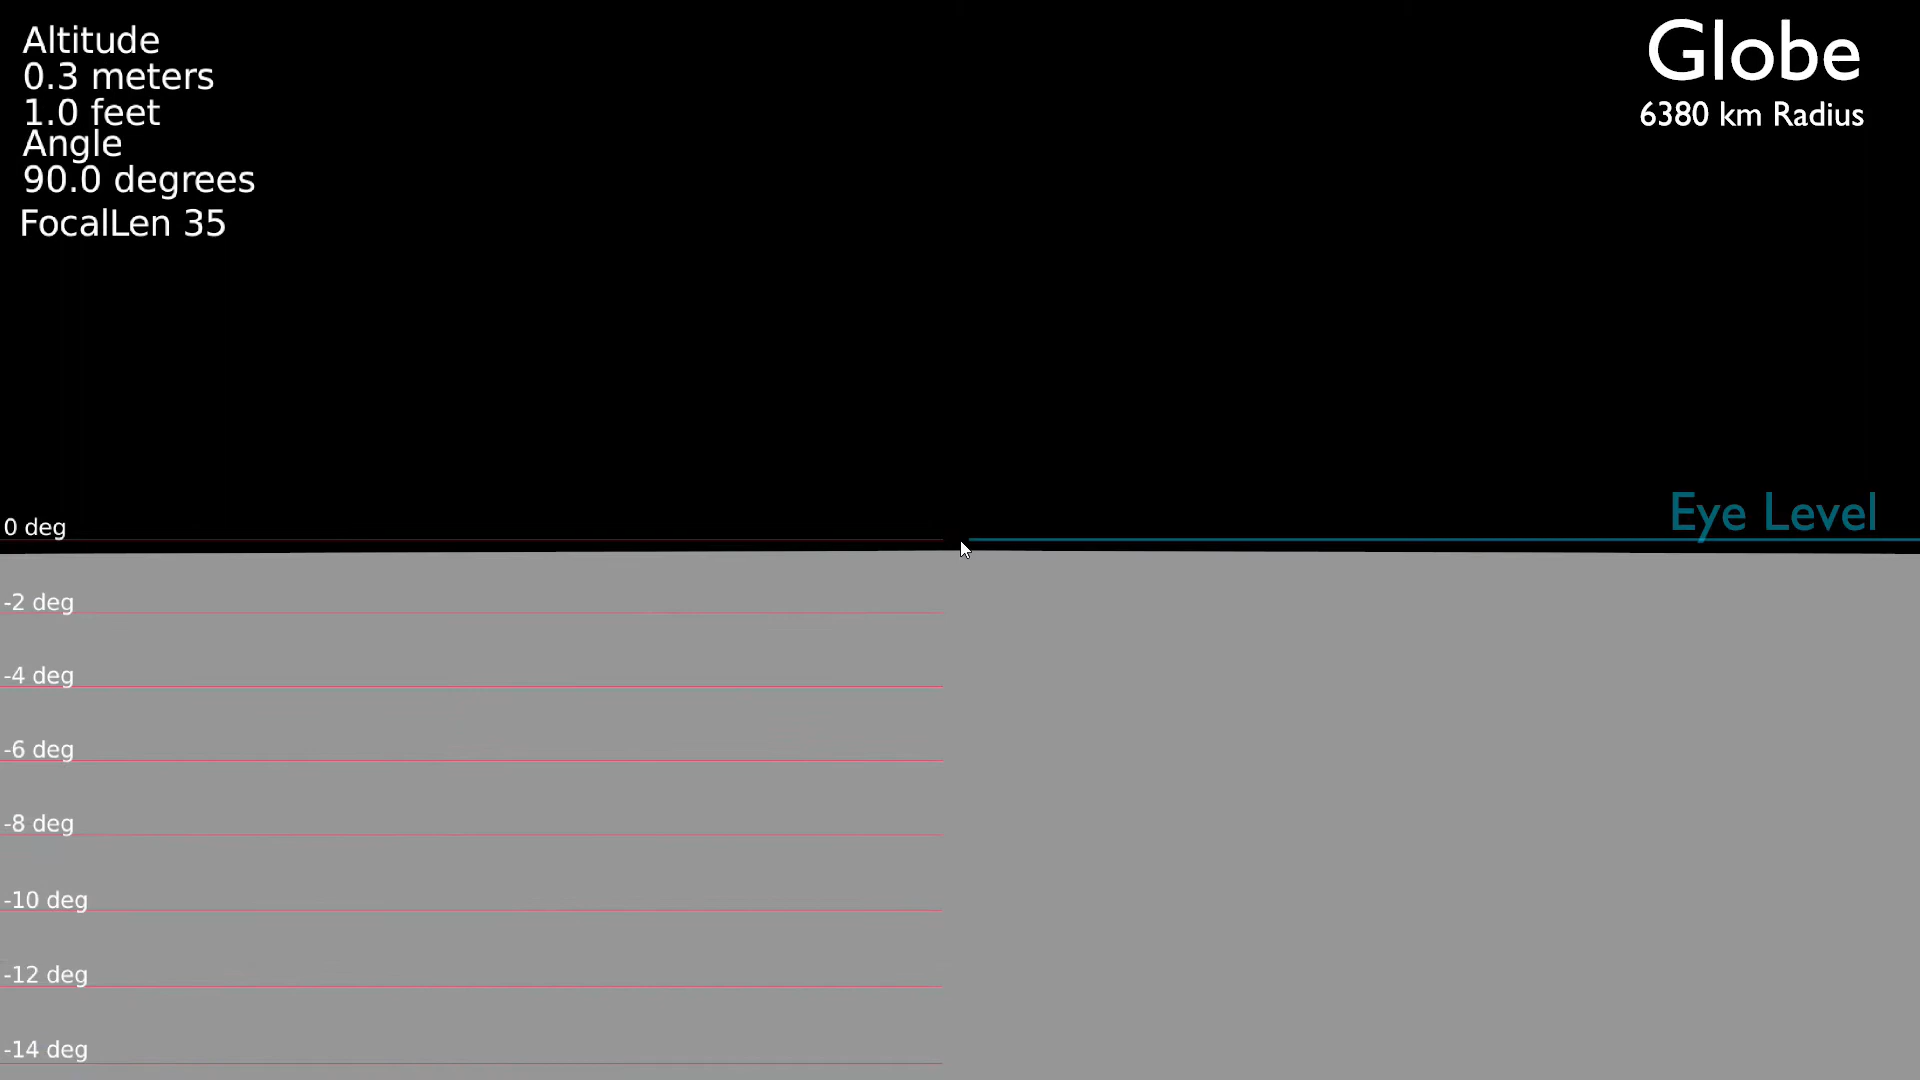 Altitude
0.3 meters
1.0 feet
Angle
90.0 degrees
FocalLen 35
Globe
6380 km Radius
Eye Level
0 deg
-2 deg
-4 deg
-6 deg
-8 deg
-10 deg
-12 deg
-14 deg